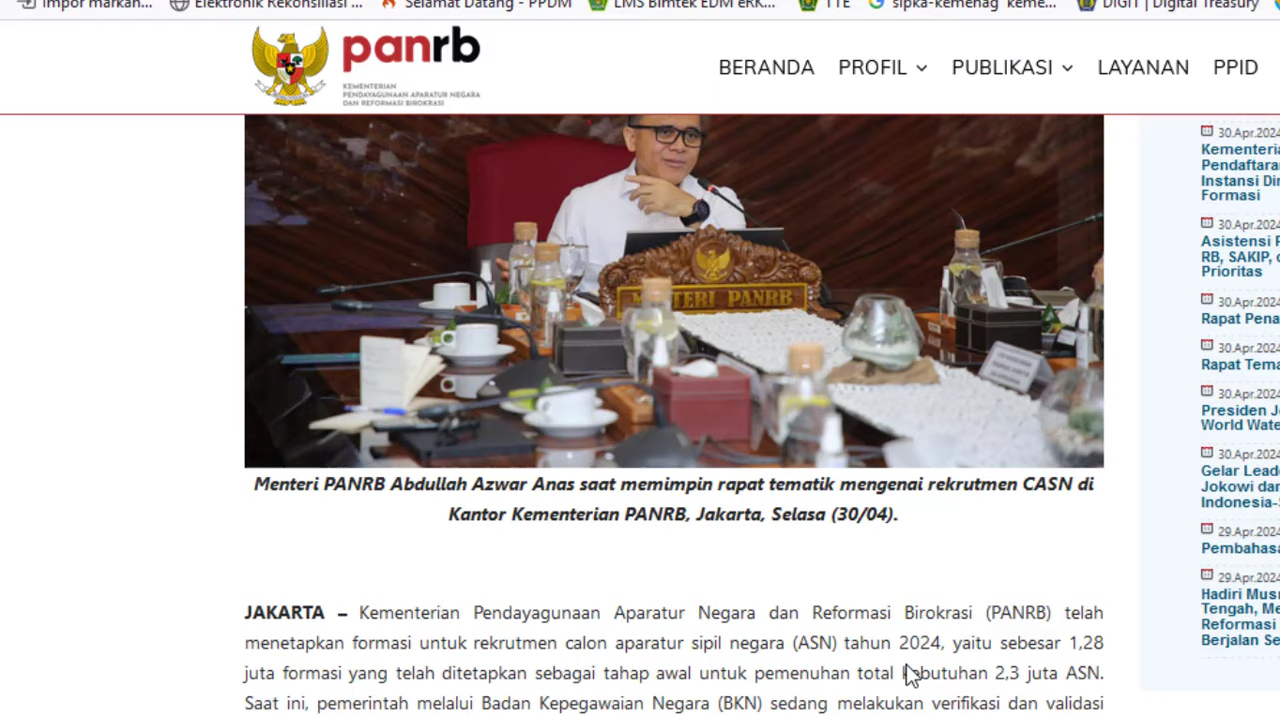 Impor markah...
Elektronik Rekonsiliasi ...
Selamat Datang - PPDM
LMS Bimtek EDM eRK...
TTE
sipka-kemenag keme...
DIGIT | Digital Treasury
panrb
KEMENTERIAN
PENDAYAGUNAAN APARATUR NEGARA
DAN REFORMASI BIROKRASI
BERANDA
PROFIL
PUBLIKASI
LAYANAN
PPID
MENTERI PANRB
Menteri PANRB Abdullah Azwar Anas saat memimpin rapat tematik mengenai rekrutmen CASN di
Kantor Kementerian PANRB, Jakarta, Selasa (30/04).
JAKARTA – Kementerian Pendayagunaan Aparatur Negara dan Reformasi Birokrasi (PANRB) telah
menetapkan formasi untuk rekrutmen calon aparatur sipil negara (ASN) tahun 2024, yaitu sebesar 1,28
juta formasi yang telah ditetapkan sebagai tahap awal untuk pemenuhan total kebutuhan 2,3 juta ASN.
Saat ini, pemerintah melalui Badan Kepegawaian Negara (BKN) sedang melakukan verifikasi dan validasi
30.Apr.2024
Kementeria
Pendaftara
Instansi Di
Formasi
30.Apr.2024
Asistensi
RB, SAKIP,
Prioritas
30.Apr.2024
Rapat Pena
30.Apr.2024
Rapat Tema
30.Apr.2024
Presiden J
World Wate
30.Apr.2024
Gelar Lead
Jokowi dan
Indonesia-
29.Apr.2024
Pembahasa
29.Apr.2024
Hadiri Mus
Tengah, Me
Reformasi
Berjalan Se